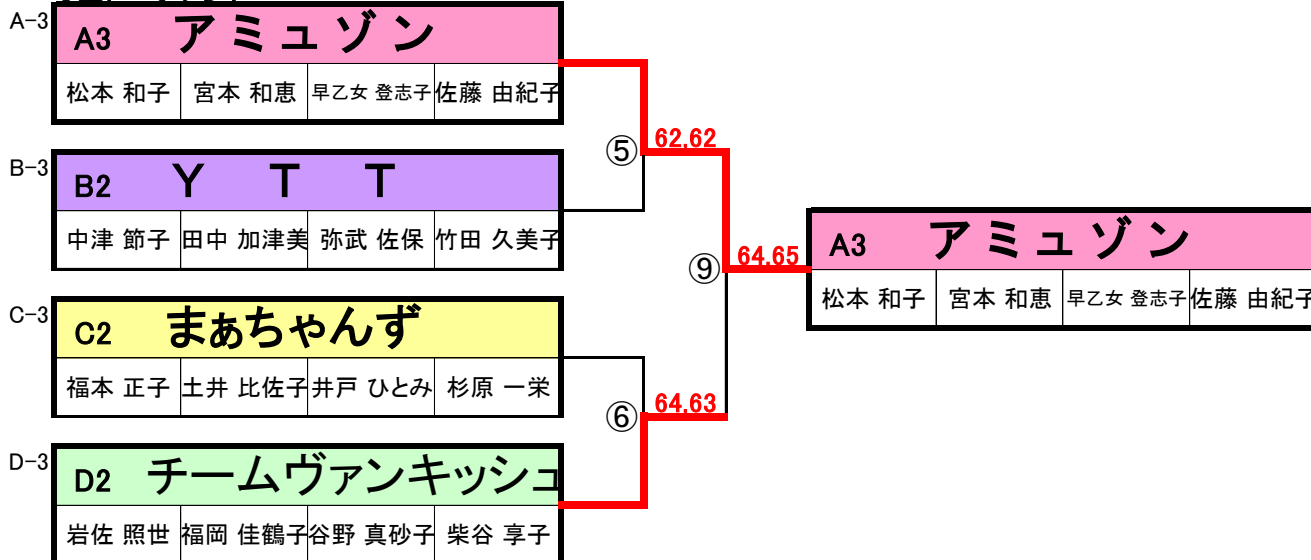 A-3
A3 アミュゾン
松本 和子 宮本 和恵 早乙女 登志子 佐藤 由紀子
62,62
⑤
B-3
B2 Y T T
中津 節子 田中 加津美 弥武 佐保 竹田 久美子
A3 アミュゾン
64,65
⑨
松本 和子 宮本 和恵 早乙女 登志子 佐藤 由紀子
C-3
C2 まぁちゃんず
福本 正子 土井 比佐子 井戸 ひとみ 杉原 一栄
64,63
⑥
D-3
D2 チームヴァンキッシュ
岩佐 照世 福岡 佳鶴子 谷野 真砂子 柴谷 享子